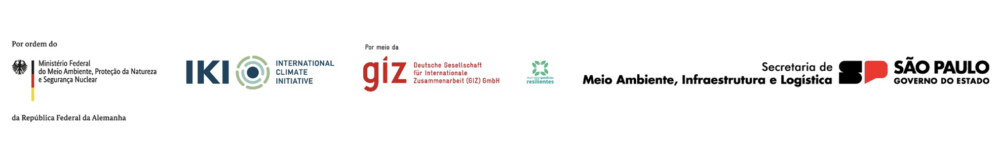 Por ordem do
Ministério Federal
do Meio Ambiente, Proteção da Natureza
e Segurança Nuclear
da República Federal da Alemanha
IKI
INTERNATIONAL
CLIMATE
INITIATIVE
Por meio da
giz
Deutsche Gesellschaft
für Internationale
Zusammenarbeit (GIZ) GmbH
municípiospaulistas
resilientes
Secretaria de
Meio Ambiente, Infraestrutura e Logística
SP
SÃO PAULO
GOVERNO DO ESTADO